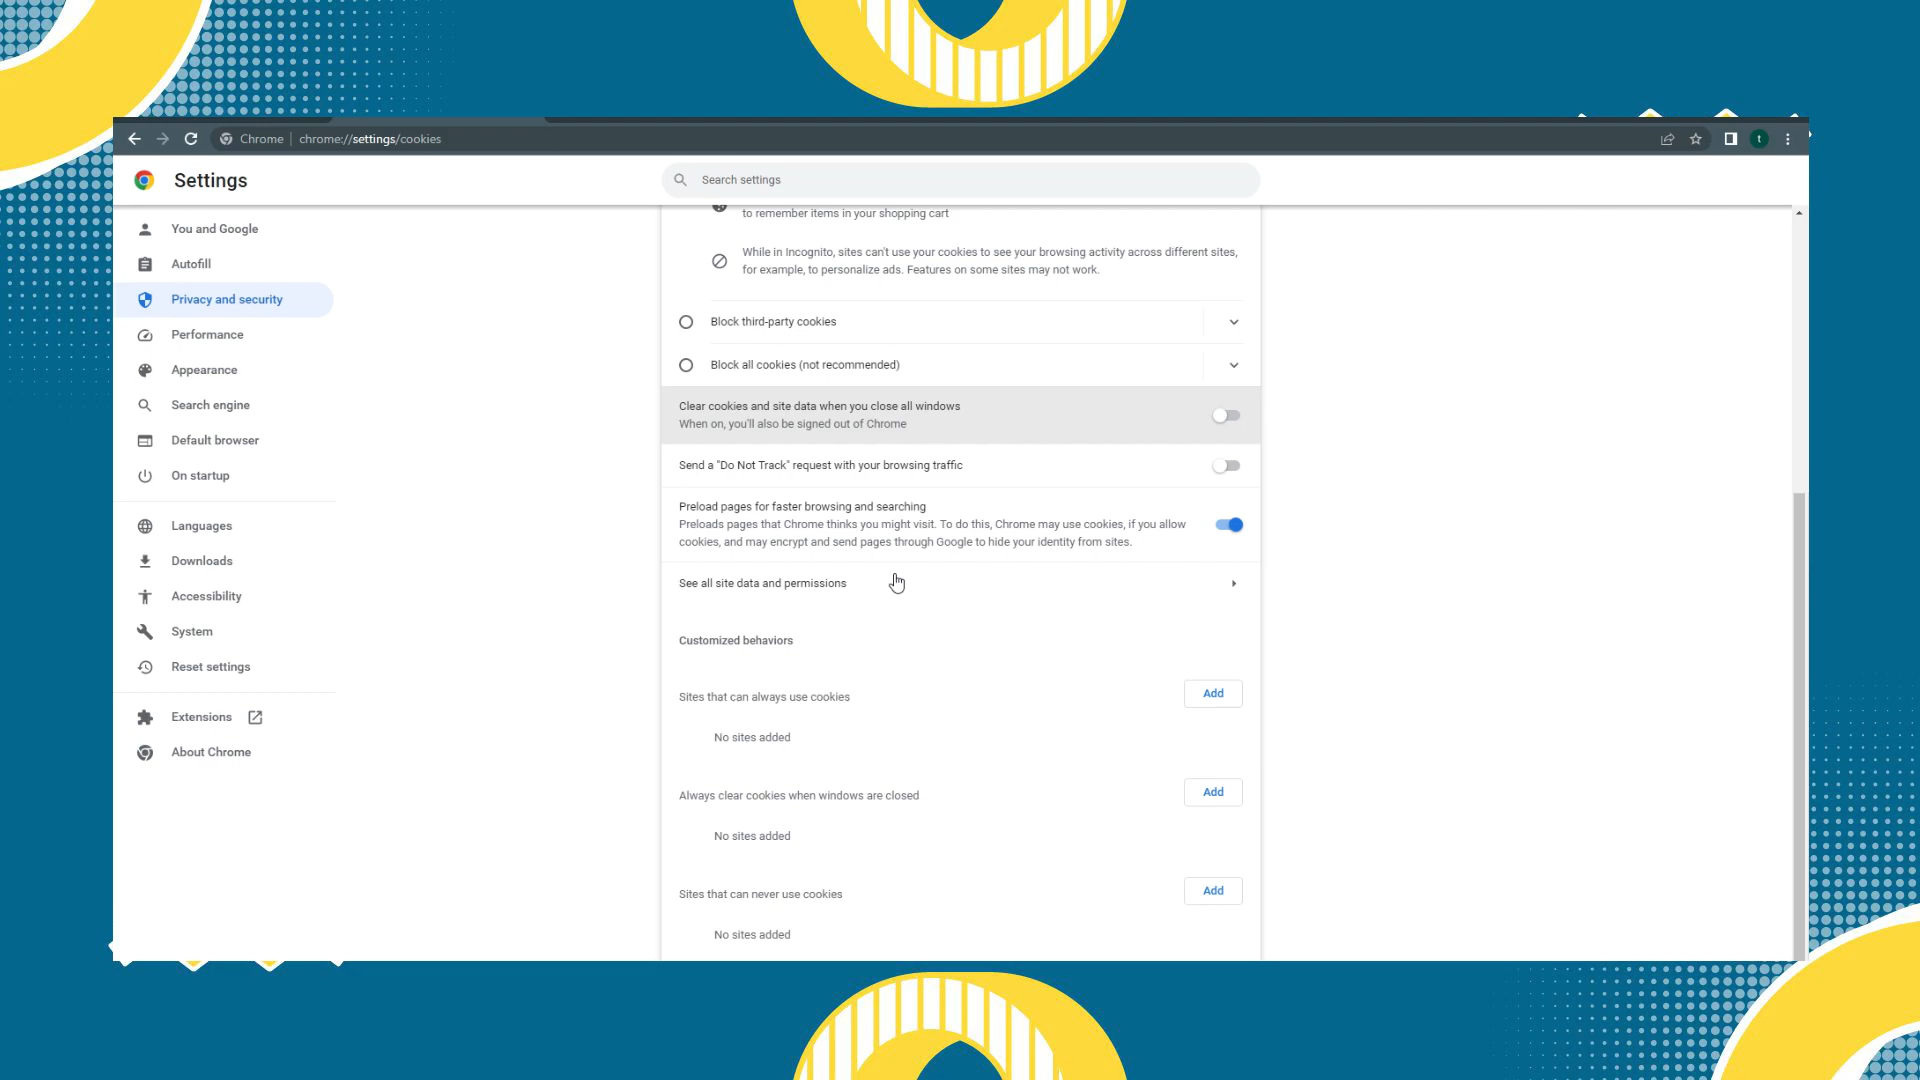 Chrome | chrome://settings/cookies
t
Settings
Search settings
You and Google
Autofill
Privacy and security
Performance
Appearance
Search engine
Default browser
On startup
Languages
Downloads
Accessibility
System
Reset settings
Extensions
About Chrome
to remember items in your shopping cart
While in Incognito, sites can't use your cookies to see your browsing activity across different sites,
for example, to personalize ads. Features on some sites may not work.
Block third-party cookies
Block all cookies (not recommended)
Clear cookies and site data when you close all windows
When on, you'll also be signed out of Chrome
Send a "Do Not Track" request with your browsing traffic
Preload pages for faster browsing and searching
Preloads pages that Chrome thinks you might visit. To do this, Chrome may use cookies, if you allow
cookies, and may encrypt and send pages through Google to hide your identity from sites.
See all site data and permissions
Customized behaviors
Sites that can always use cookies
Add
No sites added
Always clear cookies when windows are closed
Add
No sites added
Sites that can never use cookies
Add
No sites added